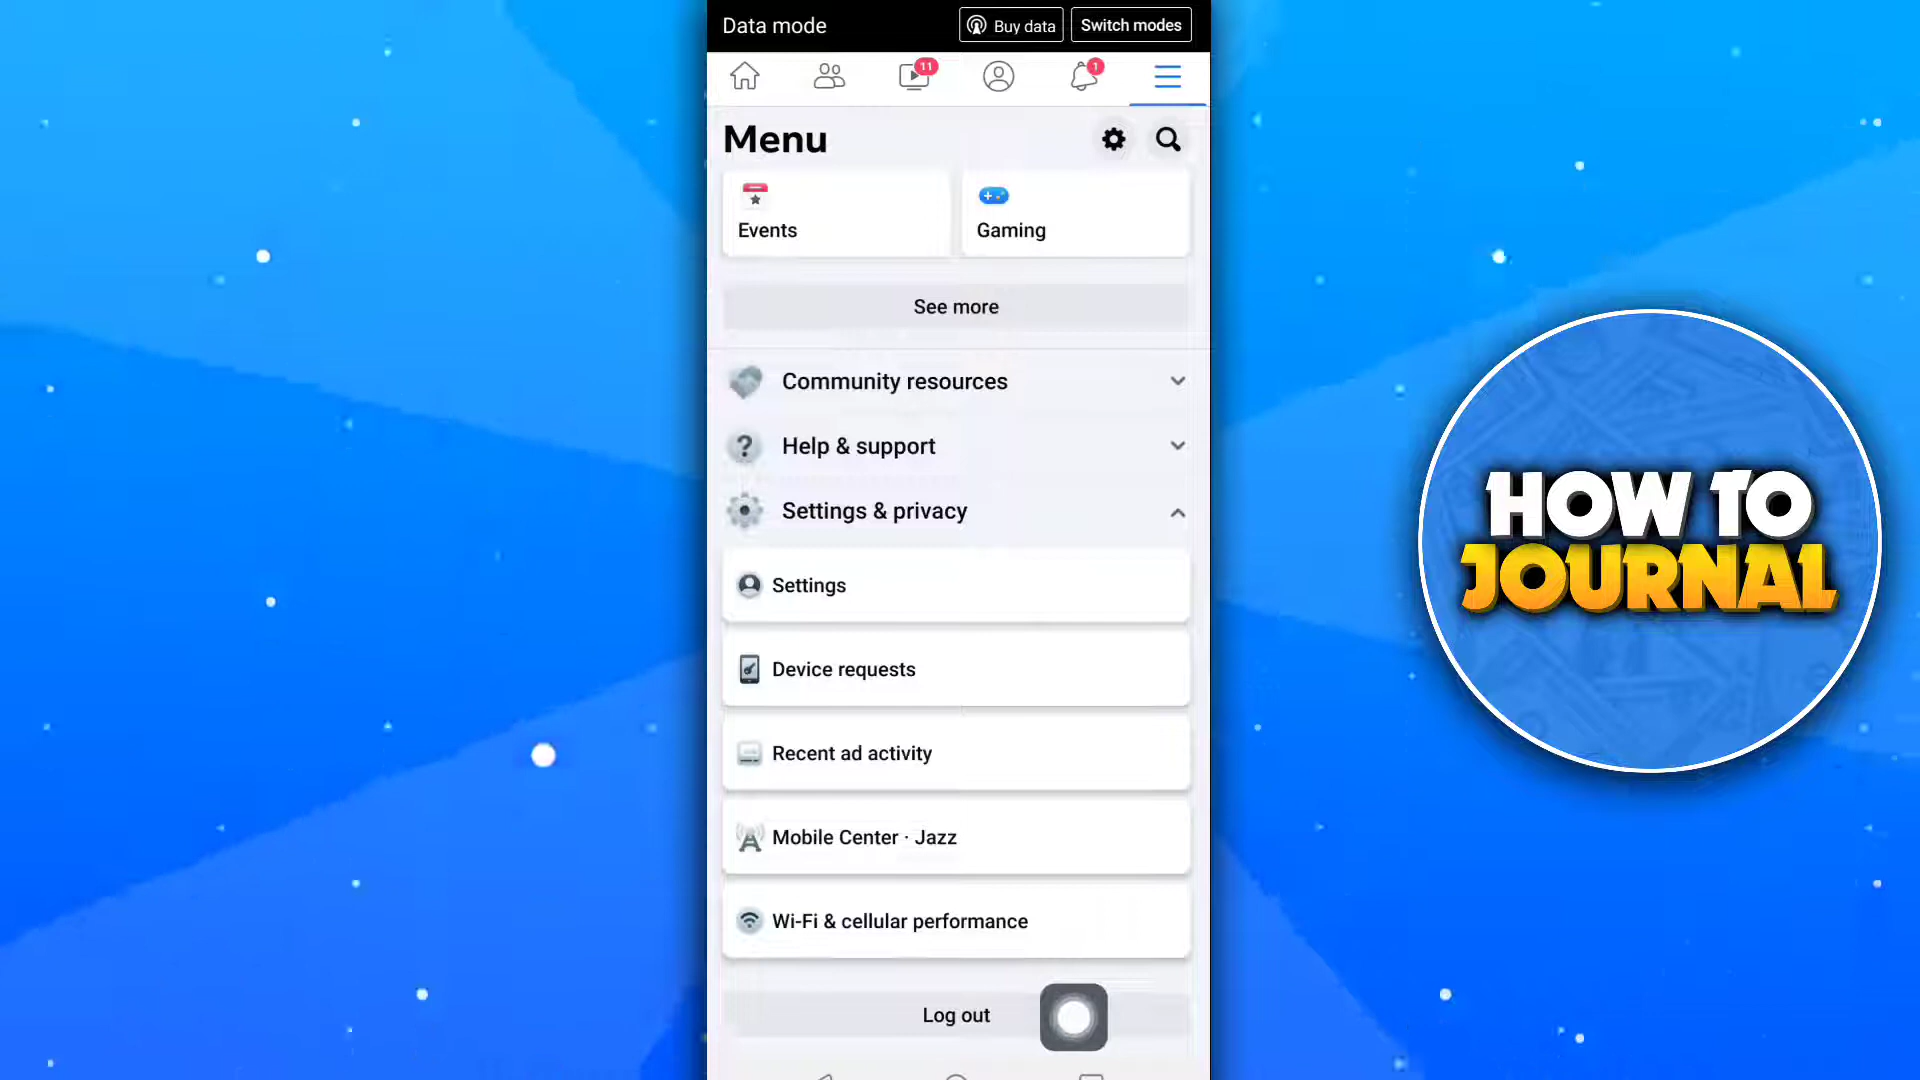 Data mode
Buy data
Switch modes
11
1
Menu
Events
Gaming
See more
Community resources
Help & support
Settings & privacy
Settings
Device requests
Recent ad activity
Mobile Center · Jazz
Wi-Fi & cellular performance
Log out
HOW TO
JOURNAL